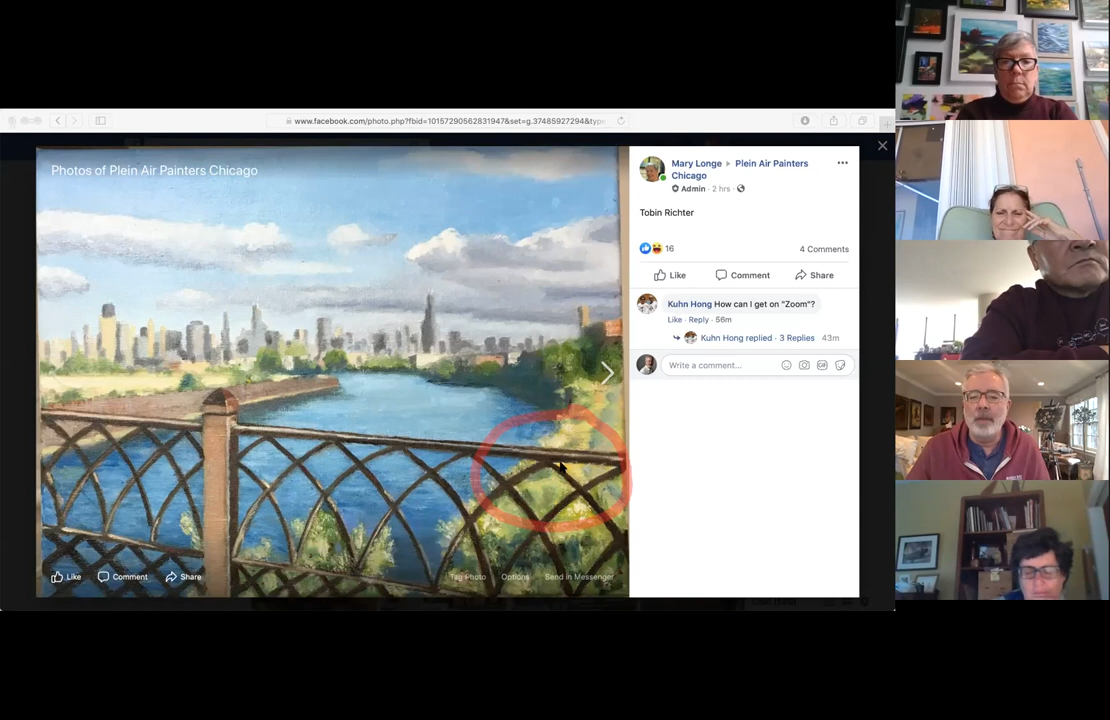 www.facebook.com/photo.php?fbid=10157290562831947&set=g.37485927294&type
Photos of Plein Air Painters Chicago
Mary Longe ▸ Plein Air Painters
Chicago
Admin · 2 hrs ·
Tobin Richter
16
4 Comments
Like Comment Share
Kuhn Hong How can I get on "Zoom"?
Like · Reply · 56m
Kuhn Hong replied · 3 Replies 43m
Write a comment...
GIF
Like Comment Share
Tag Photo Options Send in Messenger